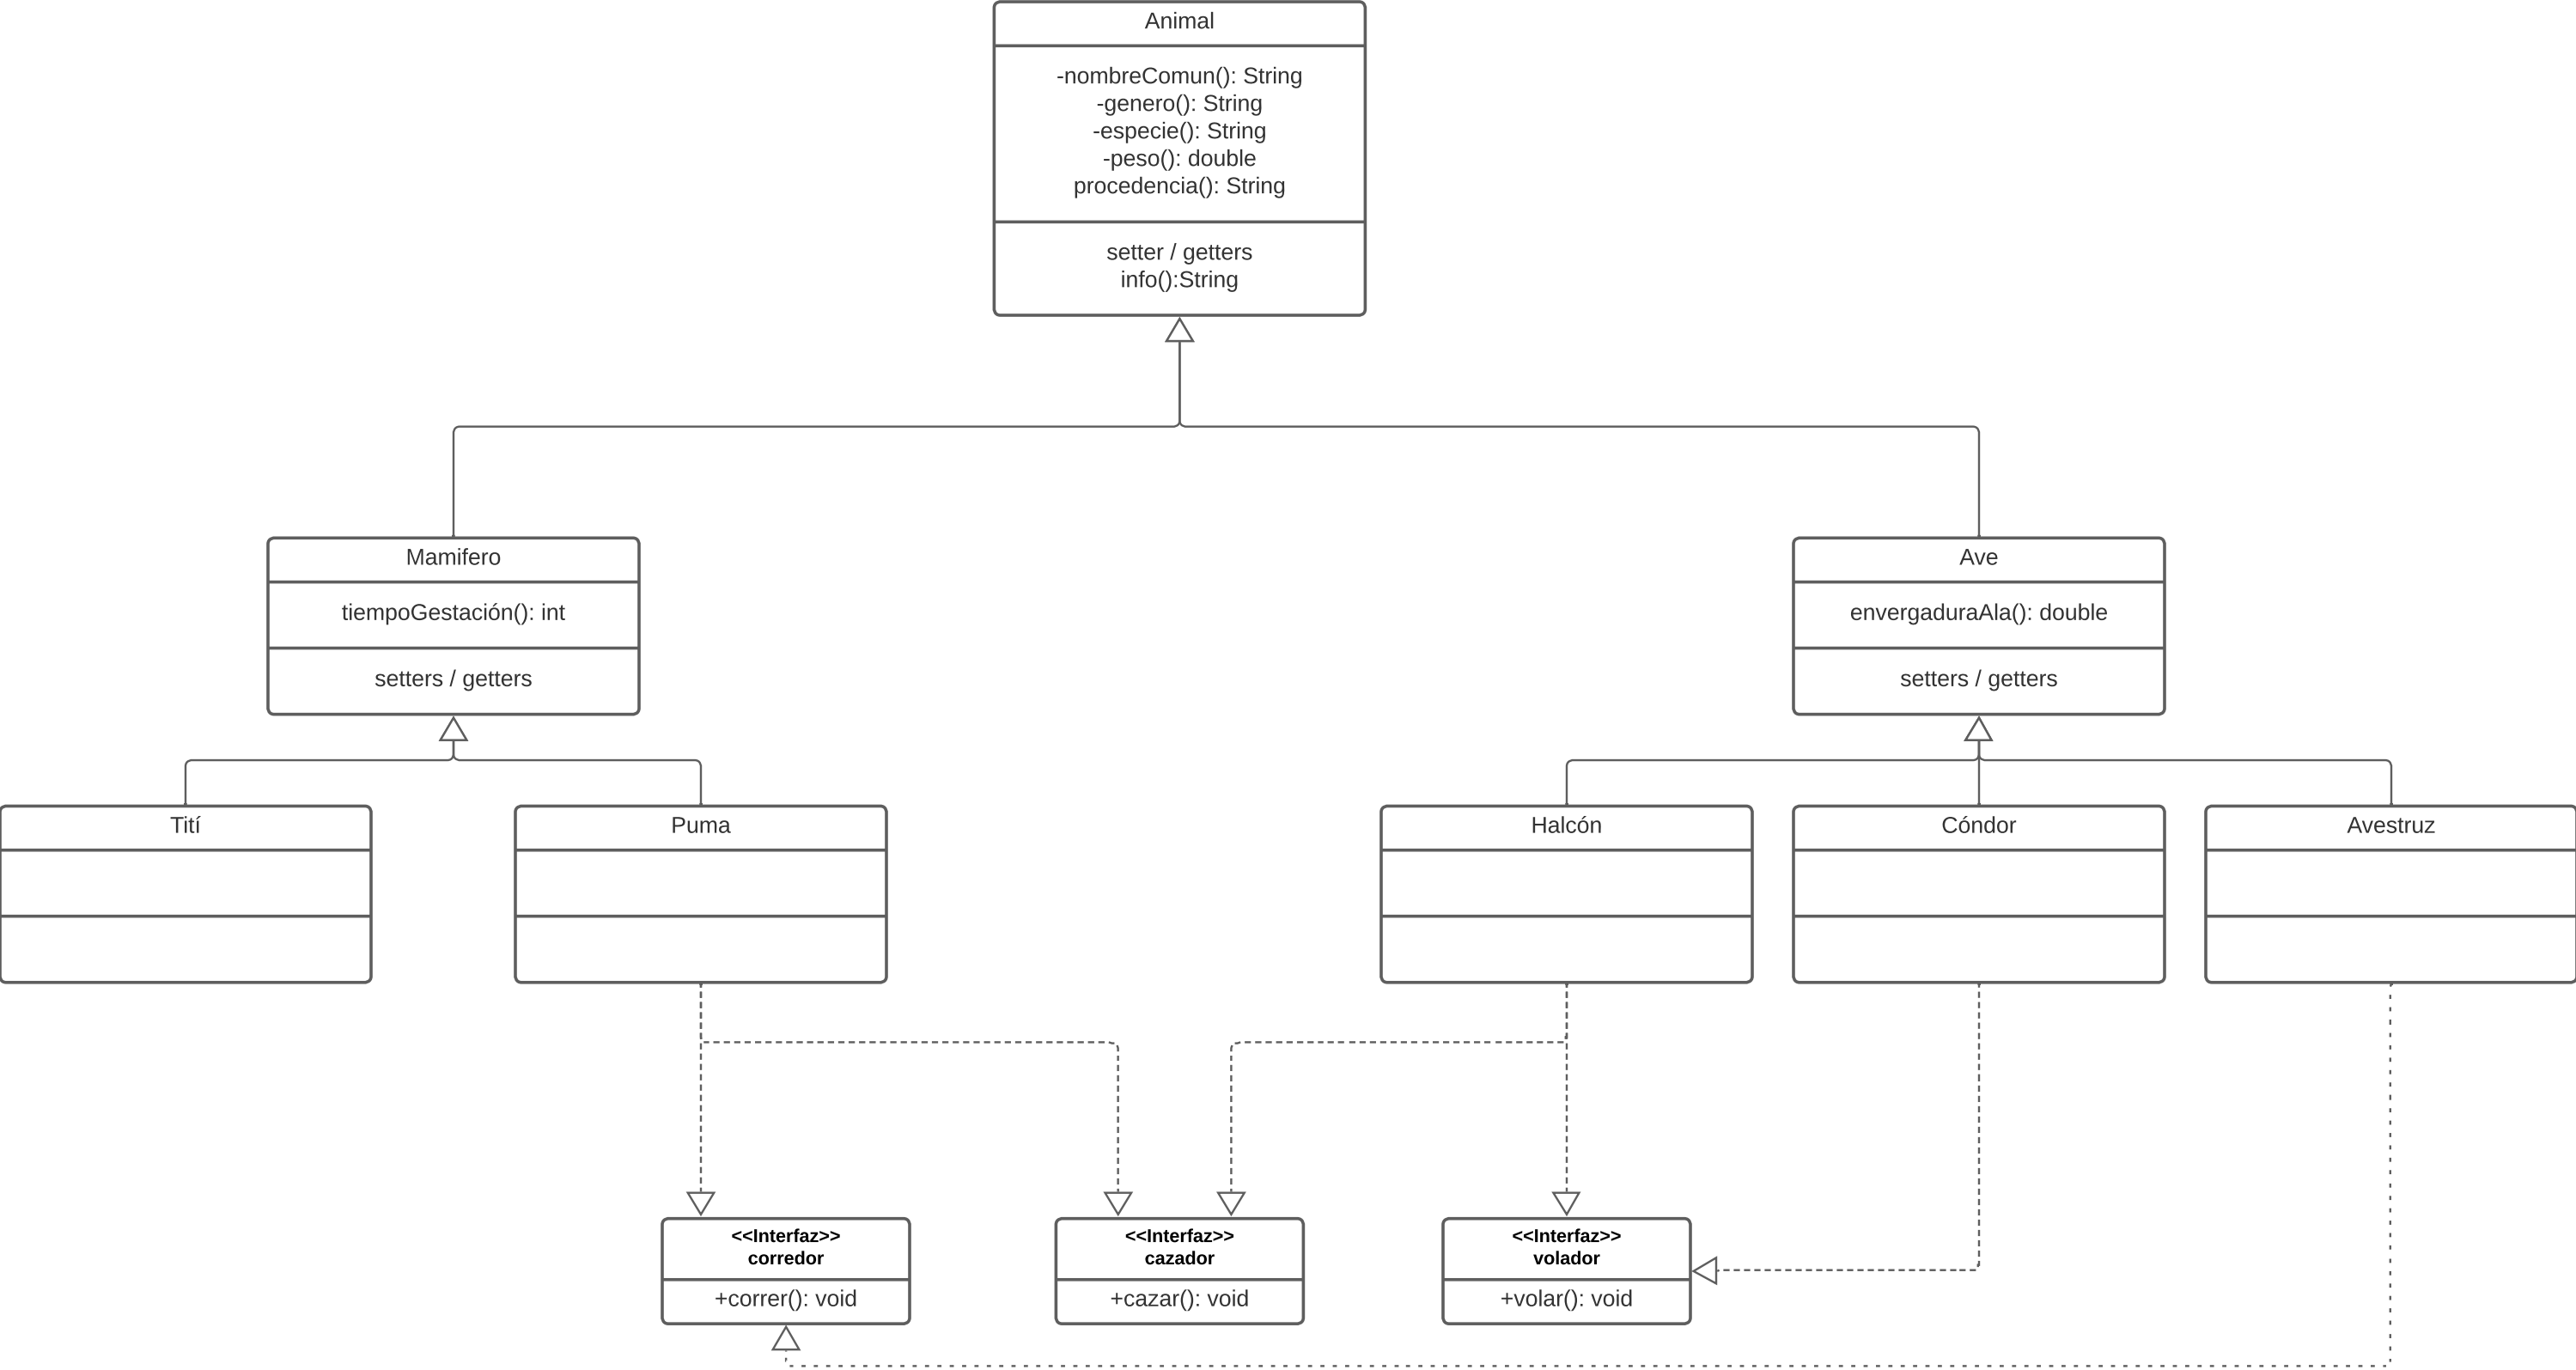 Animal
-nombreComun(): String
-genero(): String
-especie(): String
-peso(): double
procedencia(): String
setter / getters
info():String
Mamifero
tiempoGestación(): int
setters / getters
Ave
envergaduraAla(): double
setters / getters
Tití
Puma
Halcón
Cóndor
Avestruz
<<Interfaz>>
corredor
+correr(): void
<<Interfaz>>
cazador
+cazar(): void
<<Interfaz>>
volador
+volar(): void